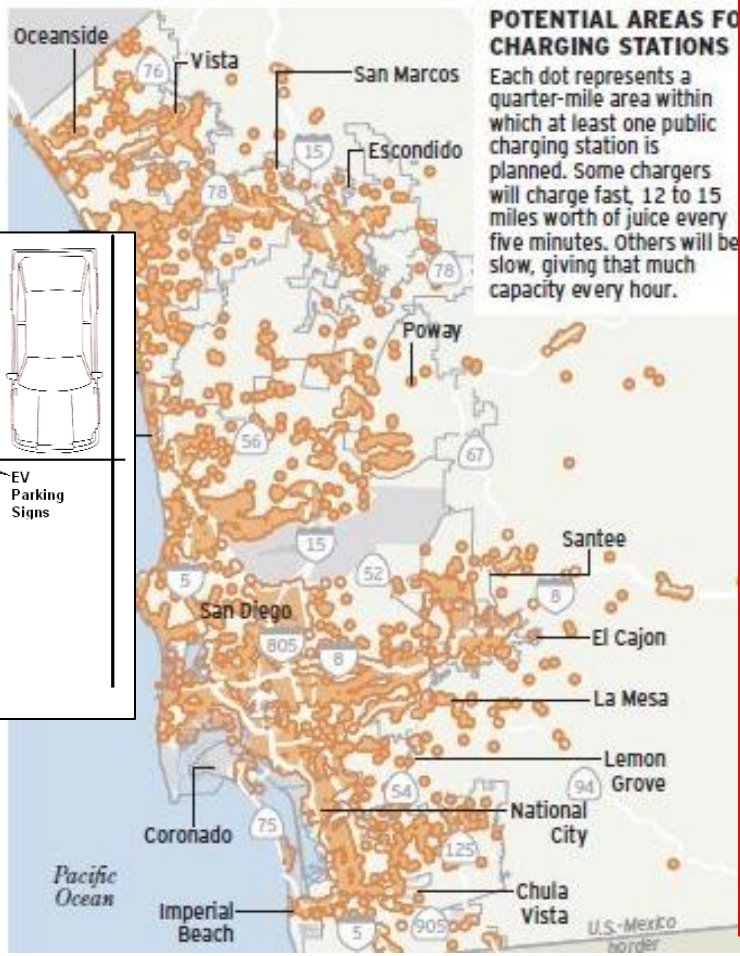 POTENTIAL AREAS FO
CHARGING STATIONS
Each dot represents a
quarter-mile area within
which at least one public
charging station is
planned. Some chargers
will charge fast, 12 to 15
miles worth of juice every
five minutes. Others will be
slow, giving that much
capacity every hour.
Oceanside
76
Vista
San Marcos
15
Escondido
78
78
Poway
56
67
EV
Parking
Signs
15
52
Santee
5
8
San Diego
805
8
El Cajon
La Mesa
Lemon
Grove
54
94
National
City
Coronado
75
125
Pacific
Ocean
Chula
Vista
Imperial
Beach
5
905
U.S.-Mexico
border